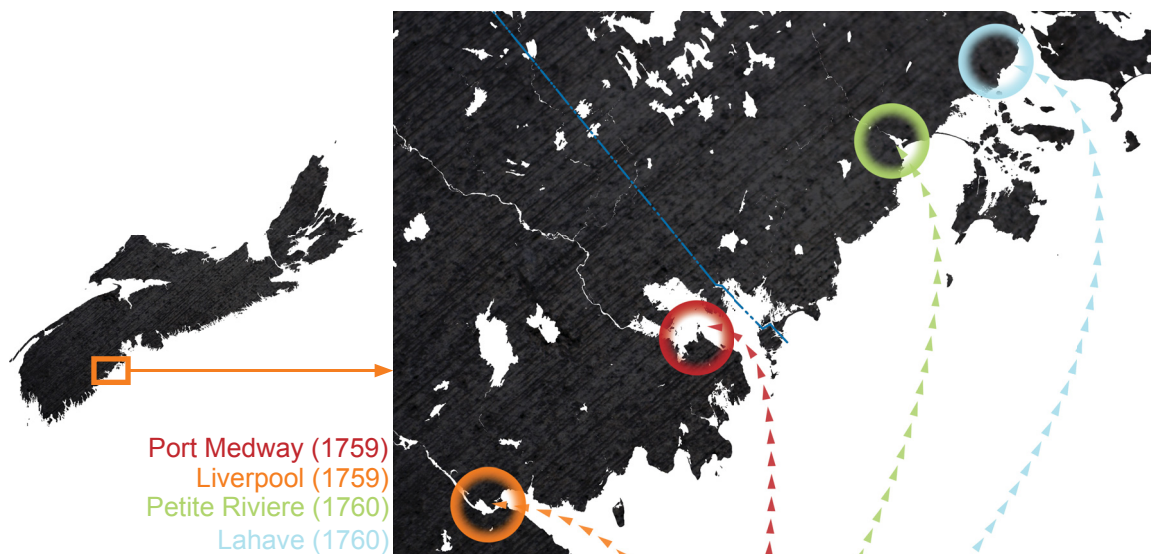 Port Medway (1759)
Liverpool (1759)
Petite Riviere (1760)
Lahave (1760)